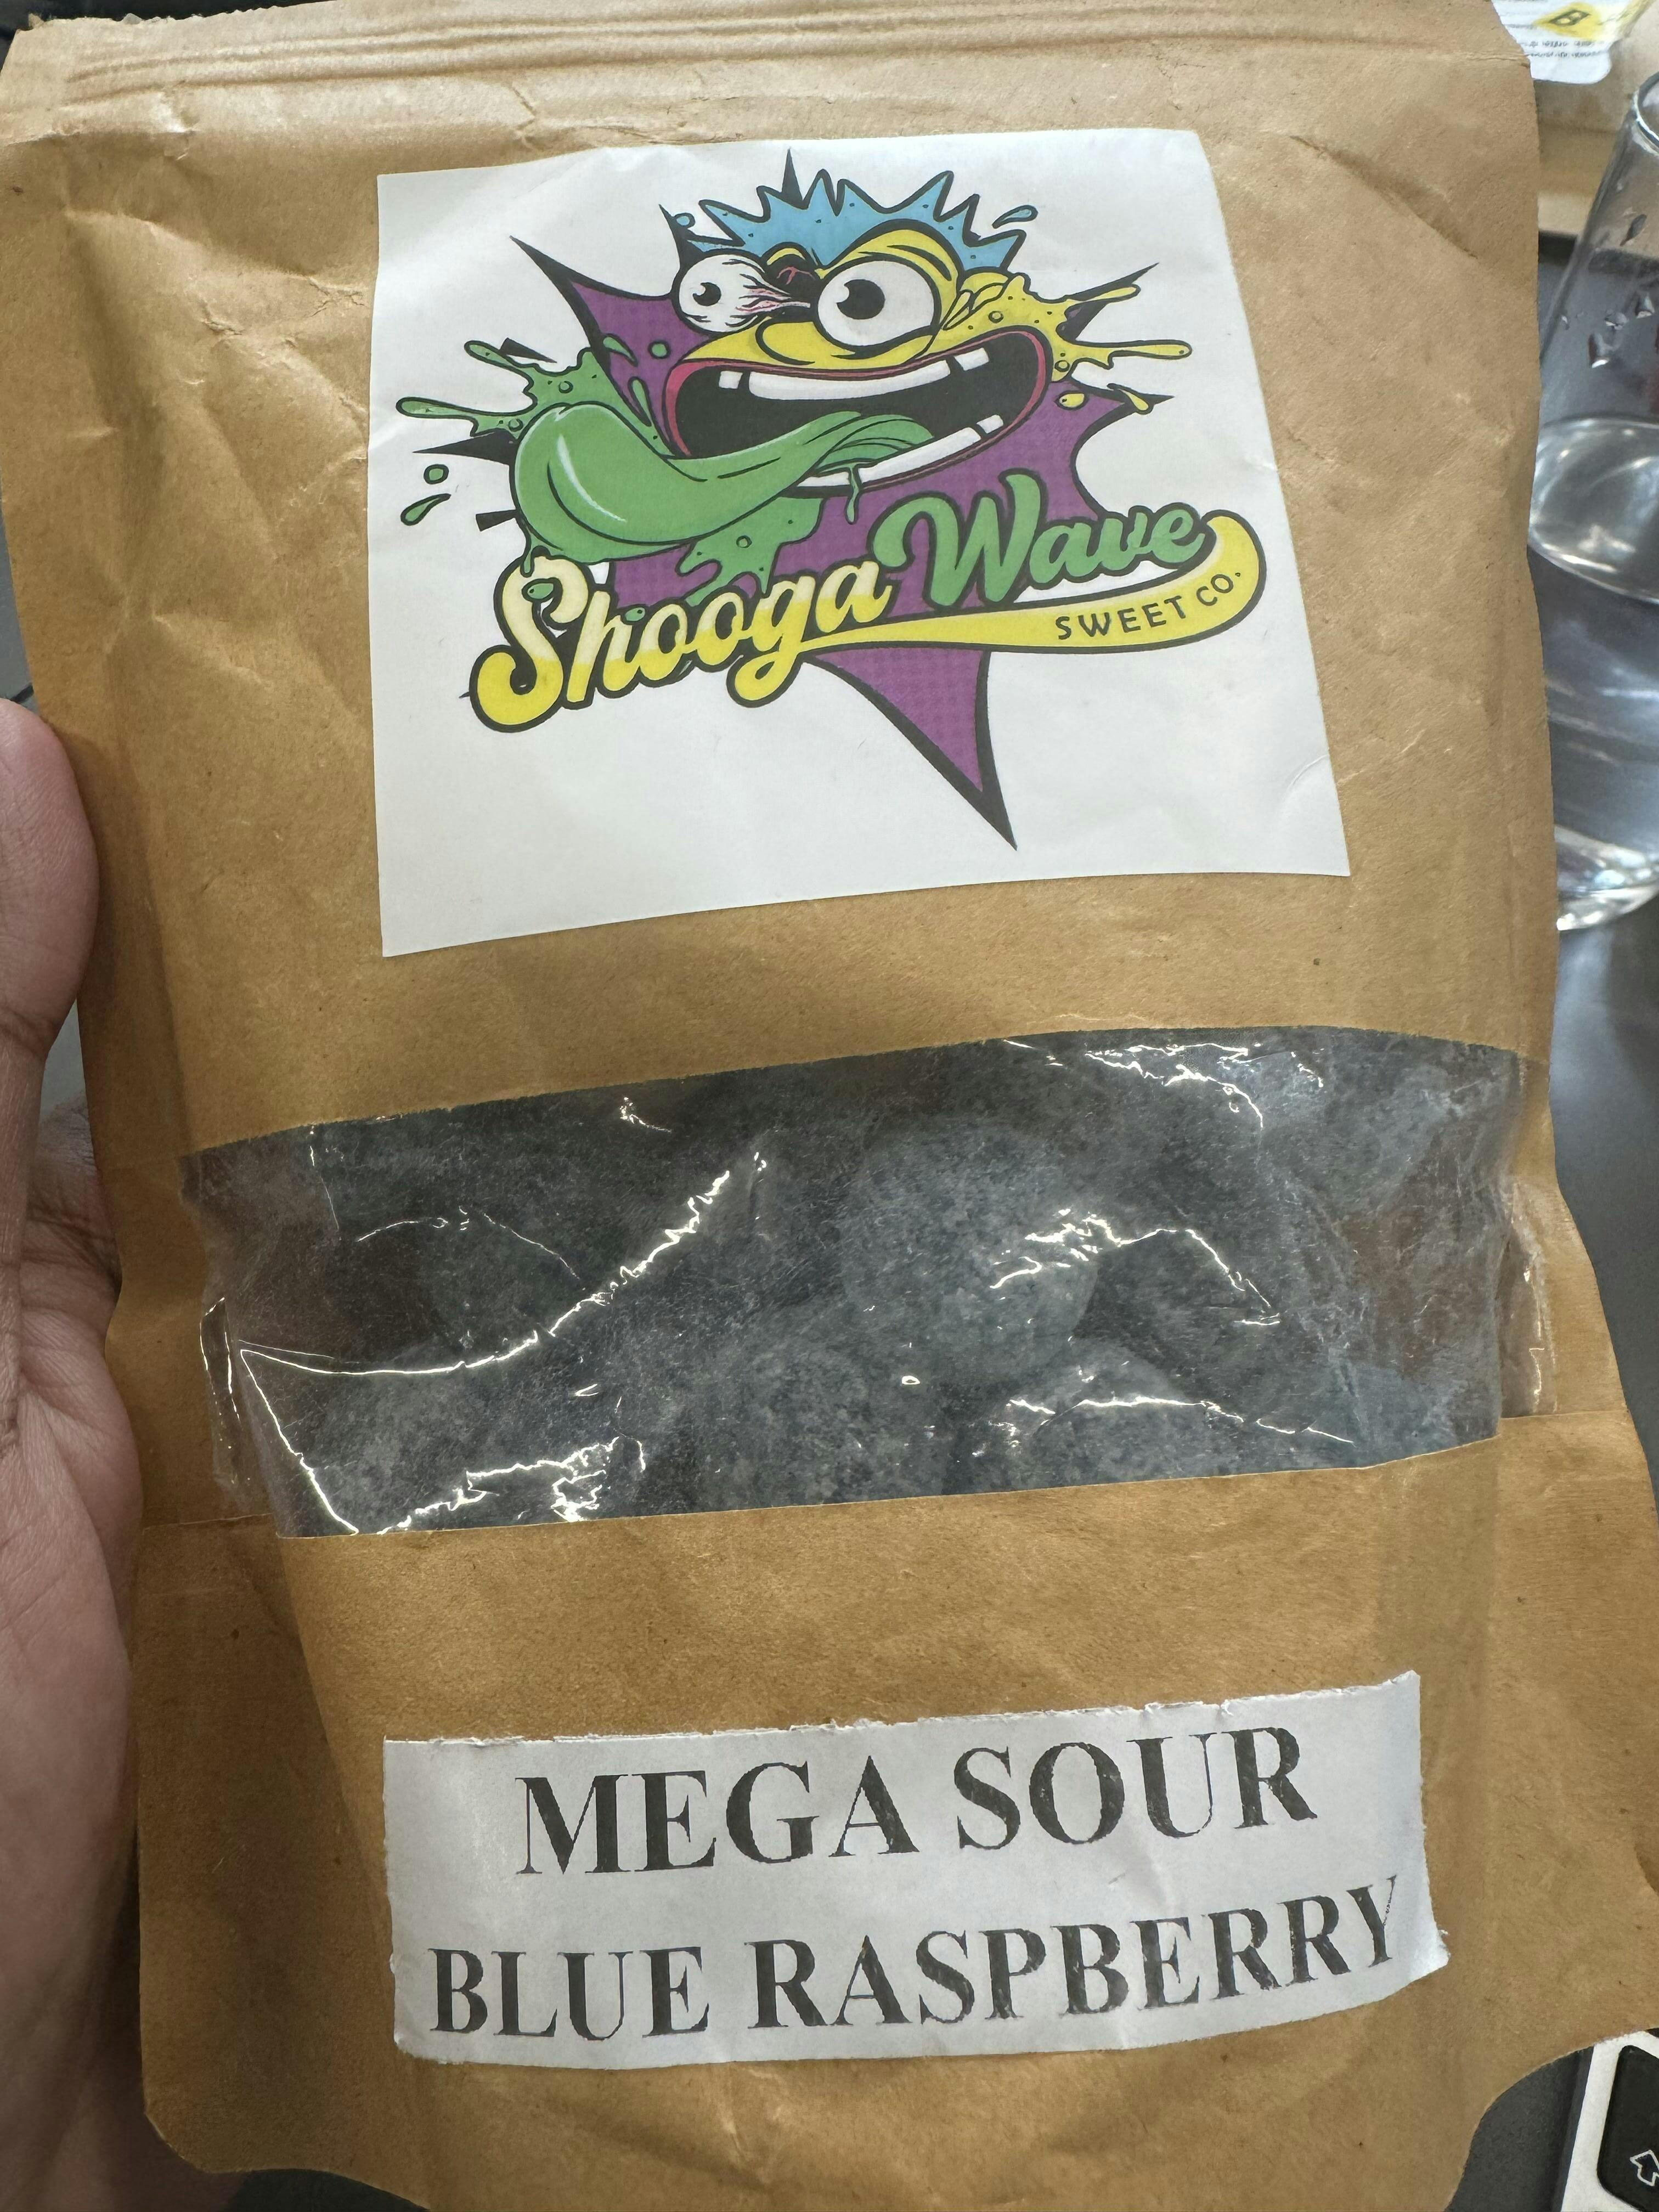 Shooga Wave
SWEET CO.
MEGA SOUR
BLUE RASPBERRY